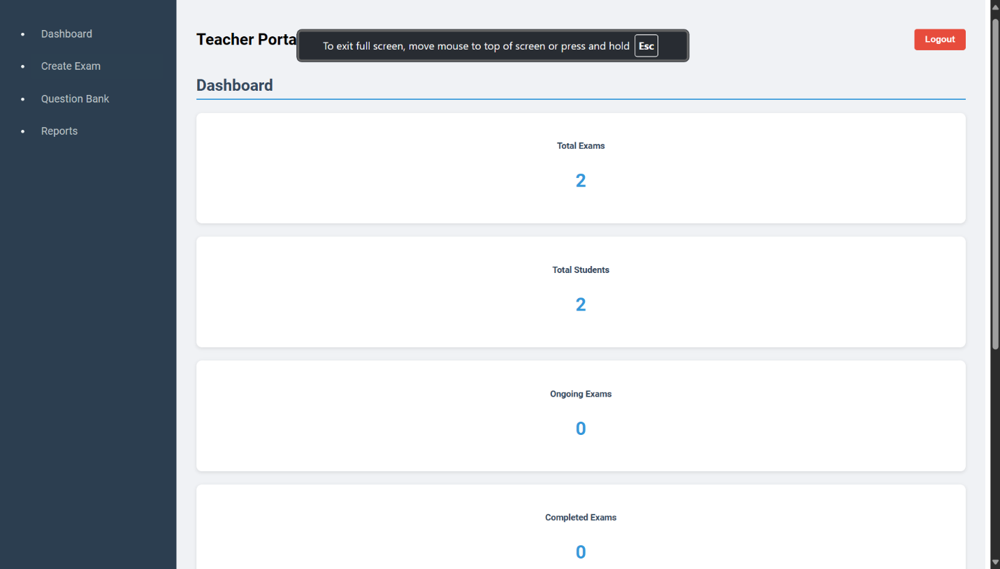 Dashboard
Create Exam
Question Bank
Reports
Teacher Porta
To exit full screen, move mouse to top of screen or press and hold Esc
Logout
Dashboard
Total Exams
2
Total Students
2
Ongoing Exams
0
Completed Exams
0